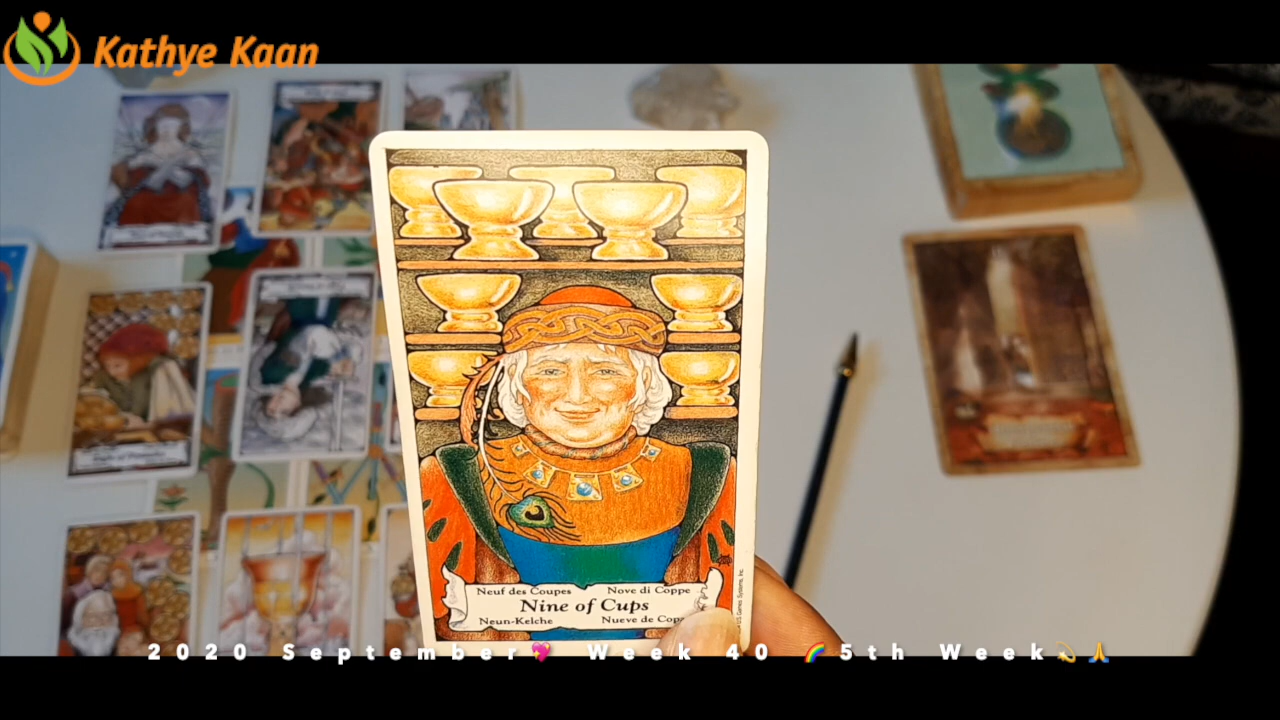 Kathye Kaan
Neuf des Coupes Nove di Coppe
Nine of Cups
Neun-Kelche Nueve de Cop
2020 September💖 Week 40 🌈5th Week💫🙏